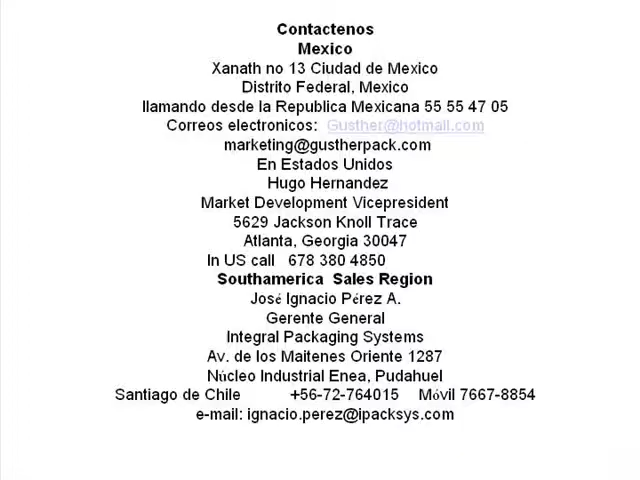 Contactenos
Mexico
Xanath no 13 Ciudad de Mexico
Distrito Federal, Mexico
llamando desde la Republica Mexicana 55 55 47 05
Correos electronicos: Gusther@hotmail.com
marketing@gustherpack.com
En Estados Unidos
Hugo Hernandez
Market Development Vicepresident
5629 Jackson Knoll Trace
Atlanta, Georgia 30047
In US call 678 380 4850
Southamerica Sales Region
José Ignacio Pérez A.
Gerente General
Integral Packaging Systems
Av. de los Maitenes Oriente 1287
Núcleo Industrial Enea, Pudahuel
Santiago de Chile +56-72-764015 Móvil 7667-8854
e-mail: ignacio.perez@ipacksys.com